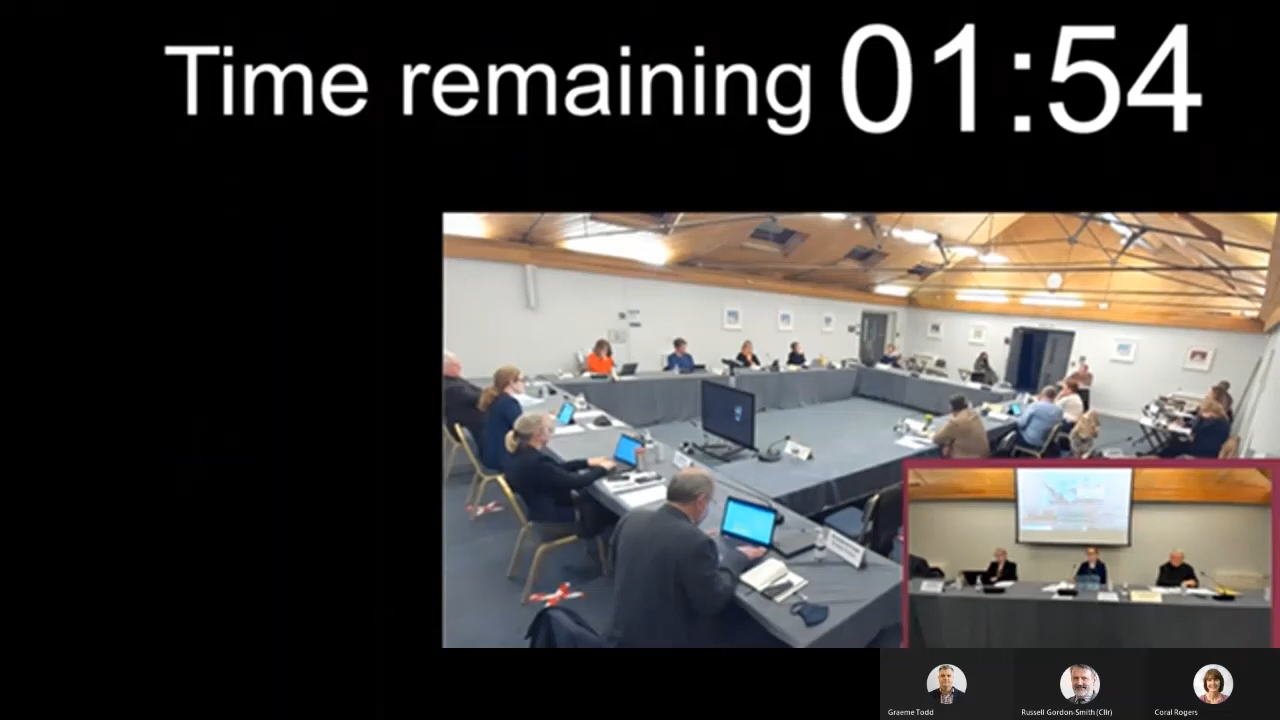 Time remaining 01:54
Graeme Todd
Russell Gordon-Smith (Cllr)
Coral Rogers